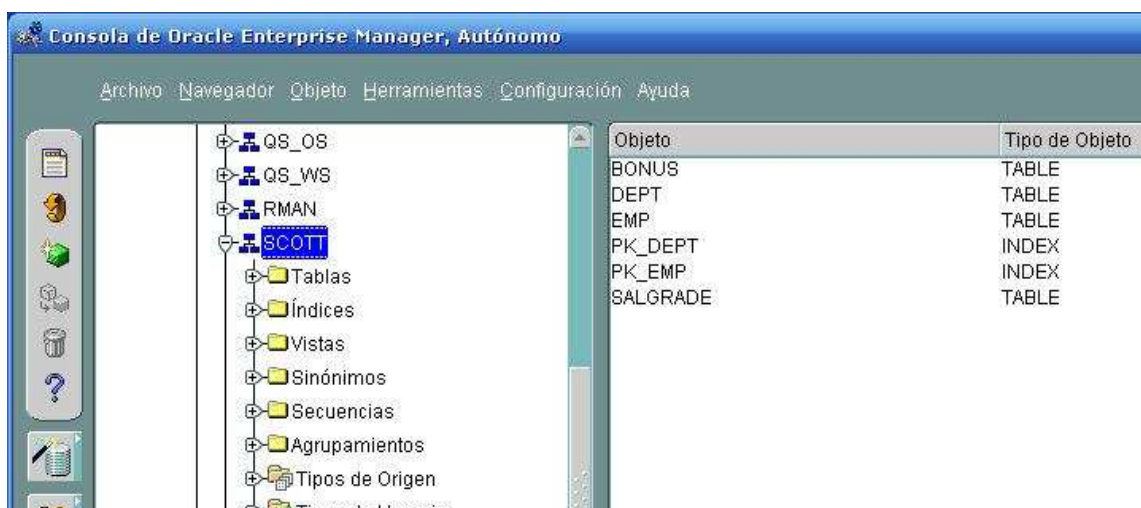 Consola de Oracle Enterprise Manager, Autónomo
Archivo Navegador Objeto Herramientas Configuración Ayuda
QS_OS
QS_WS
RMAN
SCOTT
Tablas
Índices
Vistas
Sinónimos
Secuencias
Agrupamientos
Tipos de Origen
Objeto Tipo de Objeto
BONUS TABLE
DEPT TABLE
EMP TABLE
PK_DEPT INDEX
PK_EMP INDEX
SALGRADE TABLE